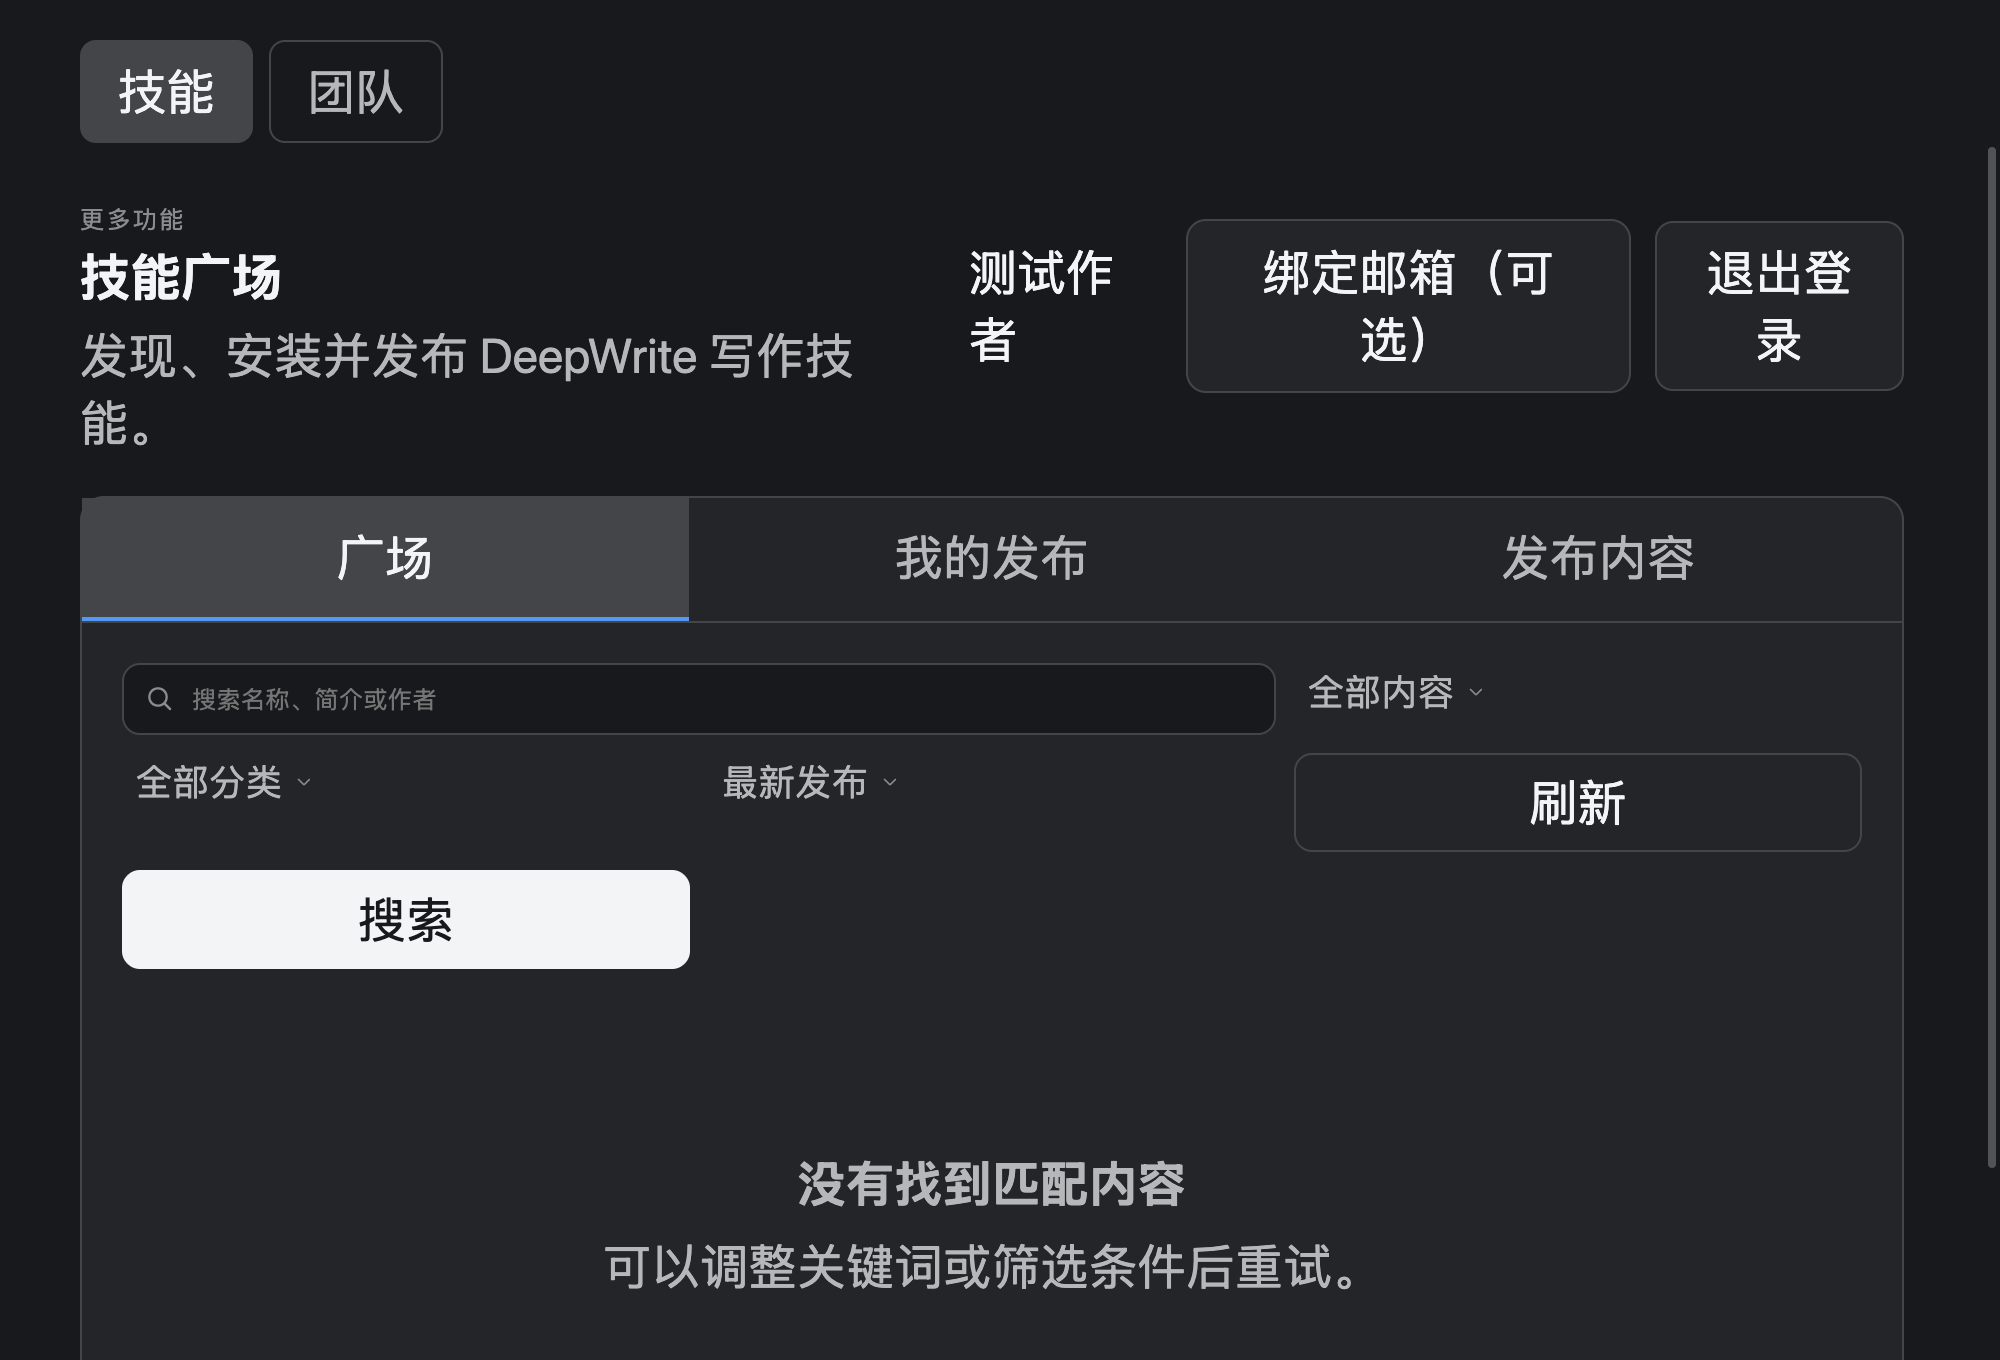 技能
团队
更多功能
技能广场
发现、安装并发布 DeepWrite 写作技
能。
测试作
者
绑定邮箱（可
选）
退出登
录
广场
我的发布
发布内容
搜索名称、简介或作者
全部内容
全部分类
最新发布
刷新
搜索
没有找到匹配内容
可以调整关键词或筛选条件后重试。